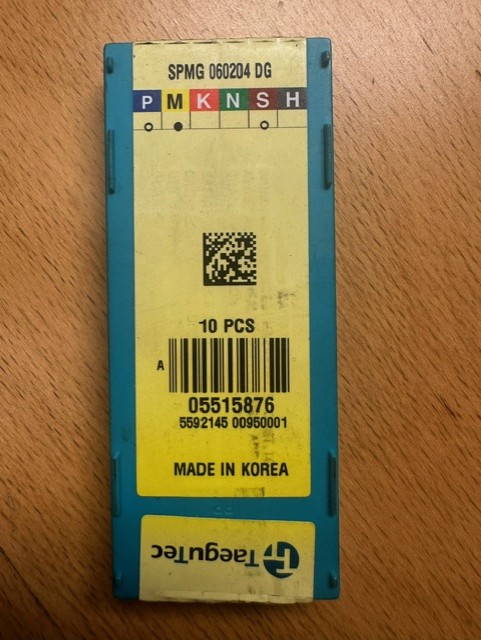 SPMG 060204 DG
P M K N S H
10 PCS
A
05515876
5592145 00950001
MADE IN KOREA
TaeguTec